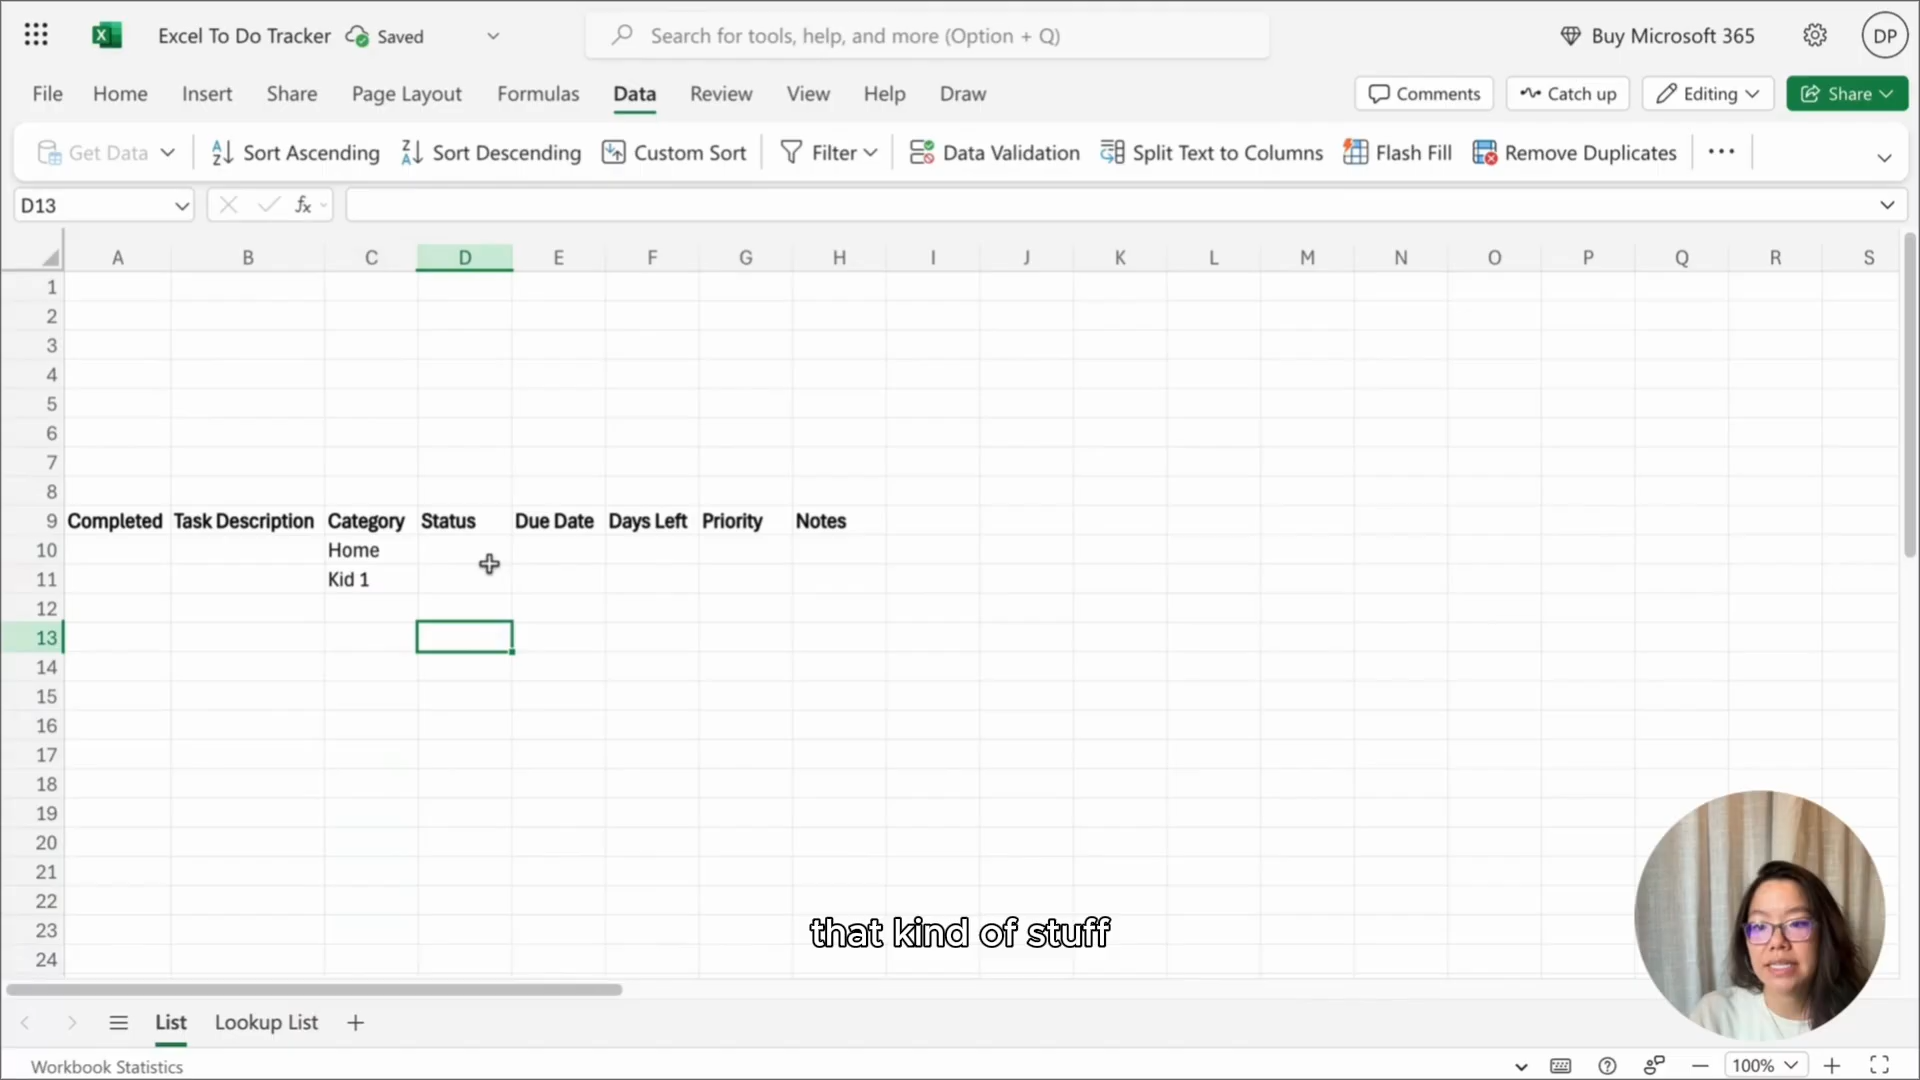 Excel To Do Tracker Saved Search for tools, help, and more (Option + Q) Buy Microsoft 365 DP
File Home Insert Share Page Layout Formulas Data Review View Help Draw Comments Catch up Editing Share
Get Data Sort Ascending Sort Descending Custom Sort Filter Data Validation Split Text to Columns Flash Fill Remove Duplicates ...
D13 fx
A B C D E F G H I J K L M N O P Q R S
1
2
3
4
5
6
7
8
9 Completed Task Description Category Status Due Date Days Left Priority Notes
10 Home
11 Kid 1
12
13
14
15
16
17
18
19
20
21
22
23
that kind of stuff
24
List Lookup List +
Workbook Statistics 100%